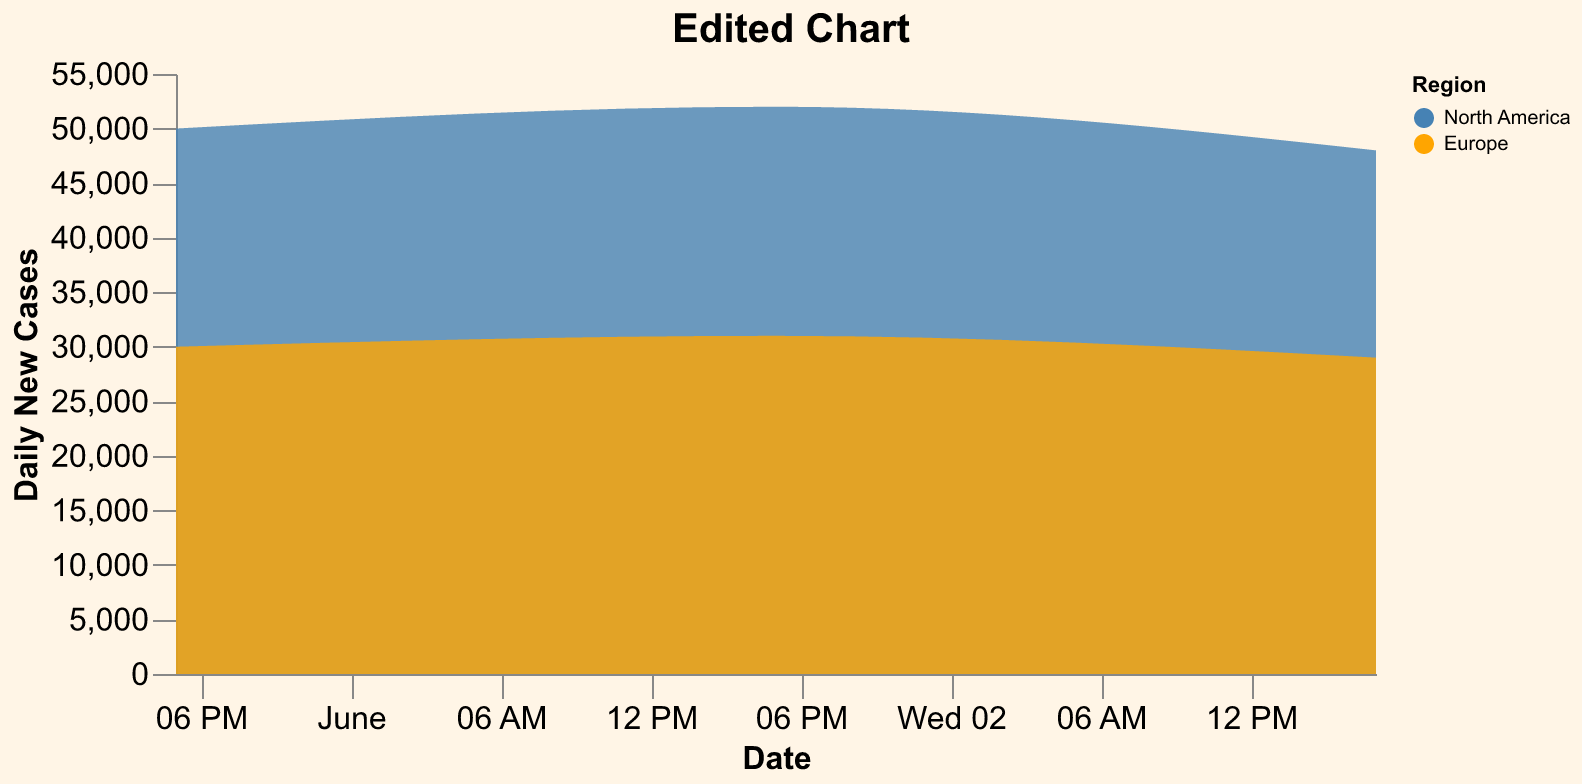 Edited Chart
55,000
50,000
45,000
40,000
35,000
30,000
25,000
20,000
15,000
10,000
5,000
0
Daily New Cases
06 PM June 06 AM 12 PM 06 PM Wed 02 06 AM 12 PM
Date
Region
North America
Europe